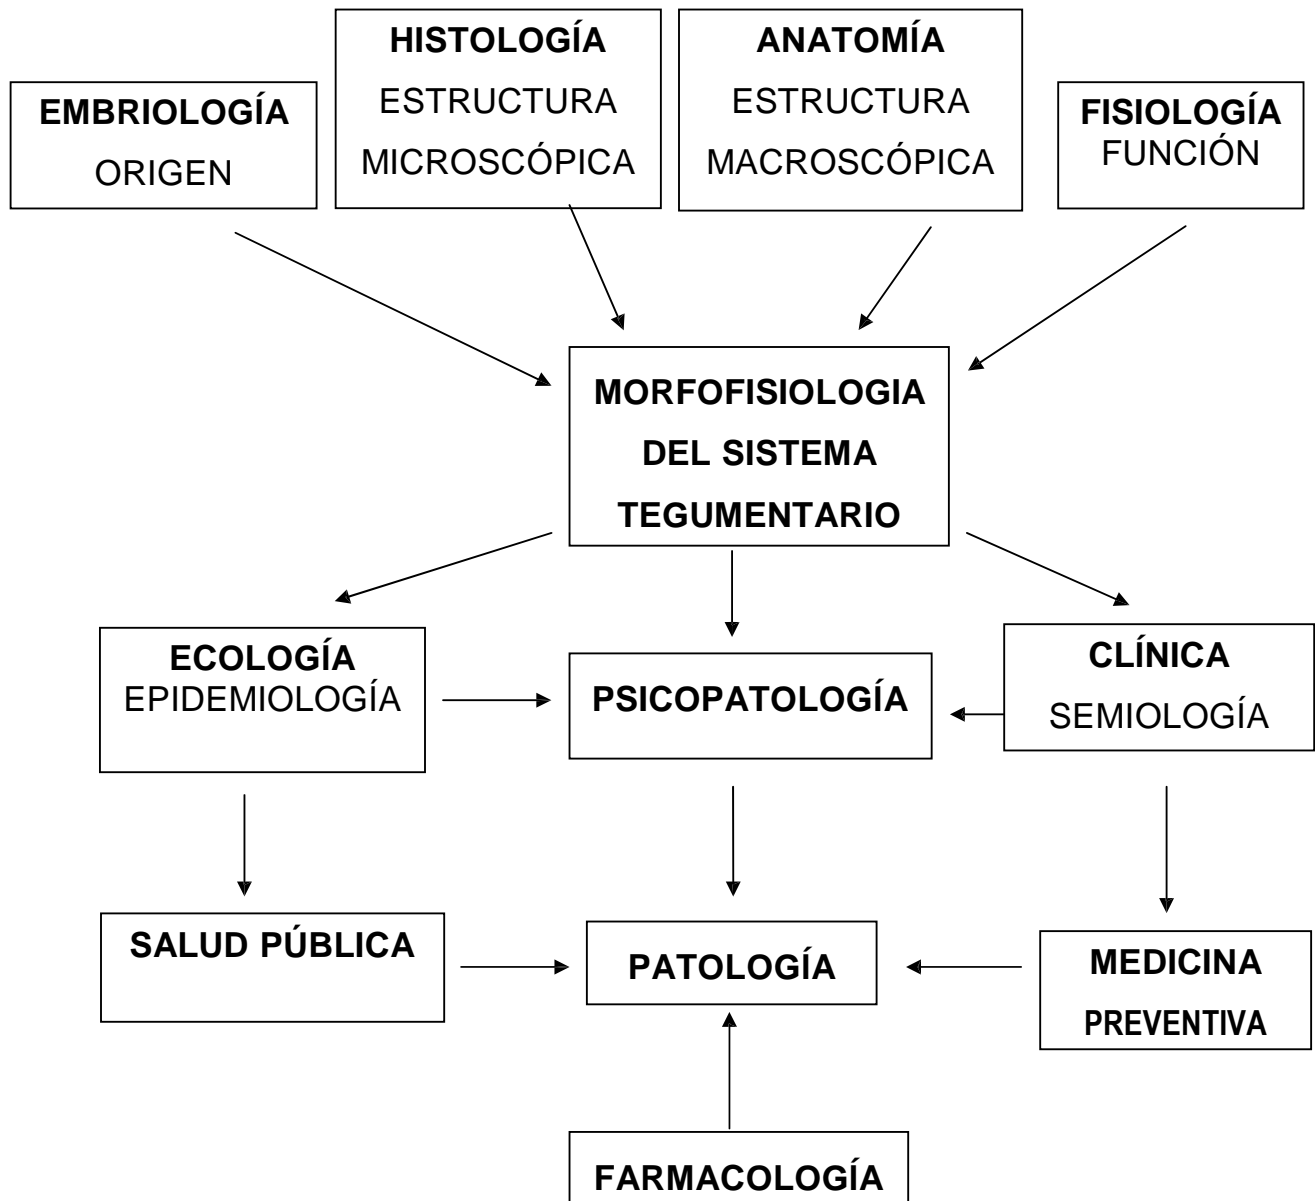 EMBRIOLOGÍA
ORIGEN
HISTOLOGÍA
ESTRUCTURA
MICROSCÓPICA
ANATOMÍA
ESTRUCTURA
MACROSCÓPICA
FISIOLOGÍA
FUNCIÓN
MORFOFISIOLOGIA
DEL SISTEMA
TEGUMENTARIO
ECOLOGÍA
EPIDEMIOLOGÍA
PSICOPATOLOGÍA
CLÍNICA
SEMIOLOGÍA
SALUD PÚBLICA
PATOLOGÍA
MEDICINA
PREVENTIVA
FARMACOLOGÍA